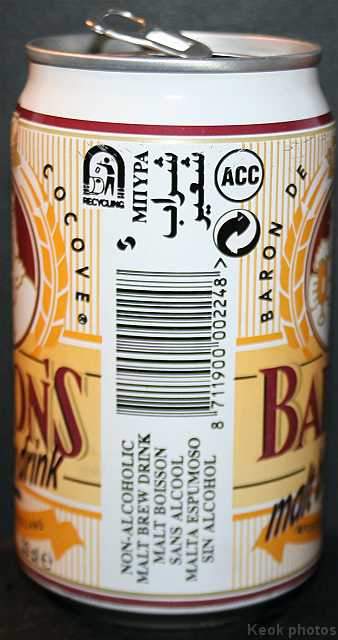 COCOVE®
BARON DE
RECYCLING
ΜΠΥΡΑ
شراب
شعير
ACC
S
8 711900 002248 >
NON-ALCOHOLIC
MALT BREW DRINK
MALT BOISSON
SANS ALCOOL
MALTA ESPUMOSO
SIN ALCOHOL
ONS
drink
BA
malt
Keok photos